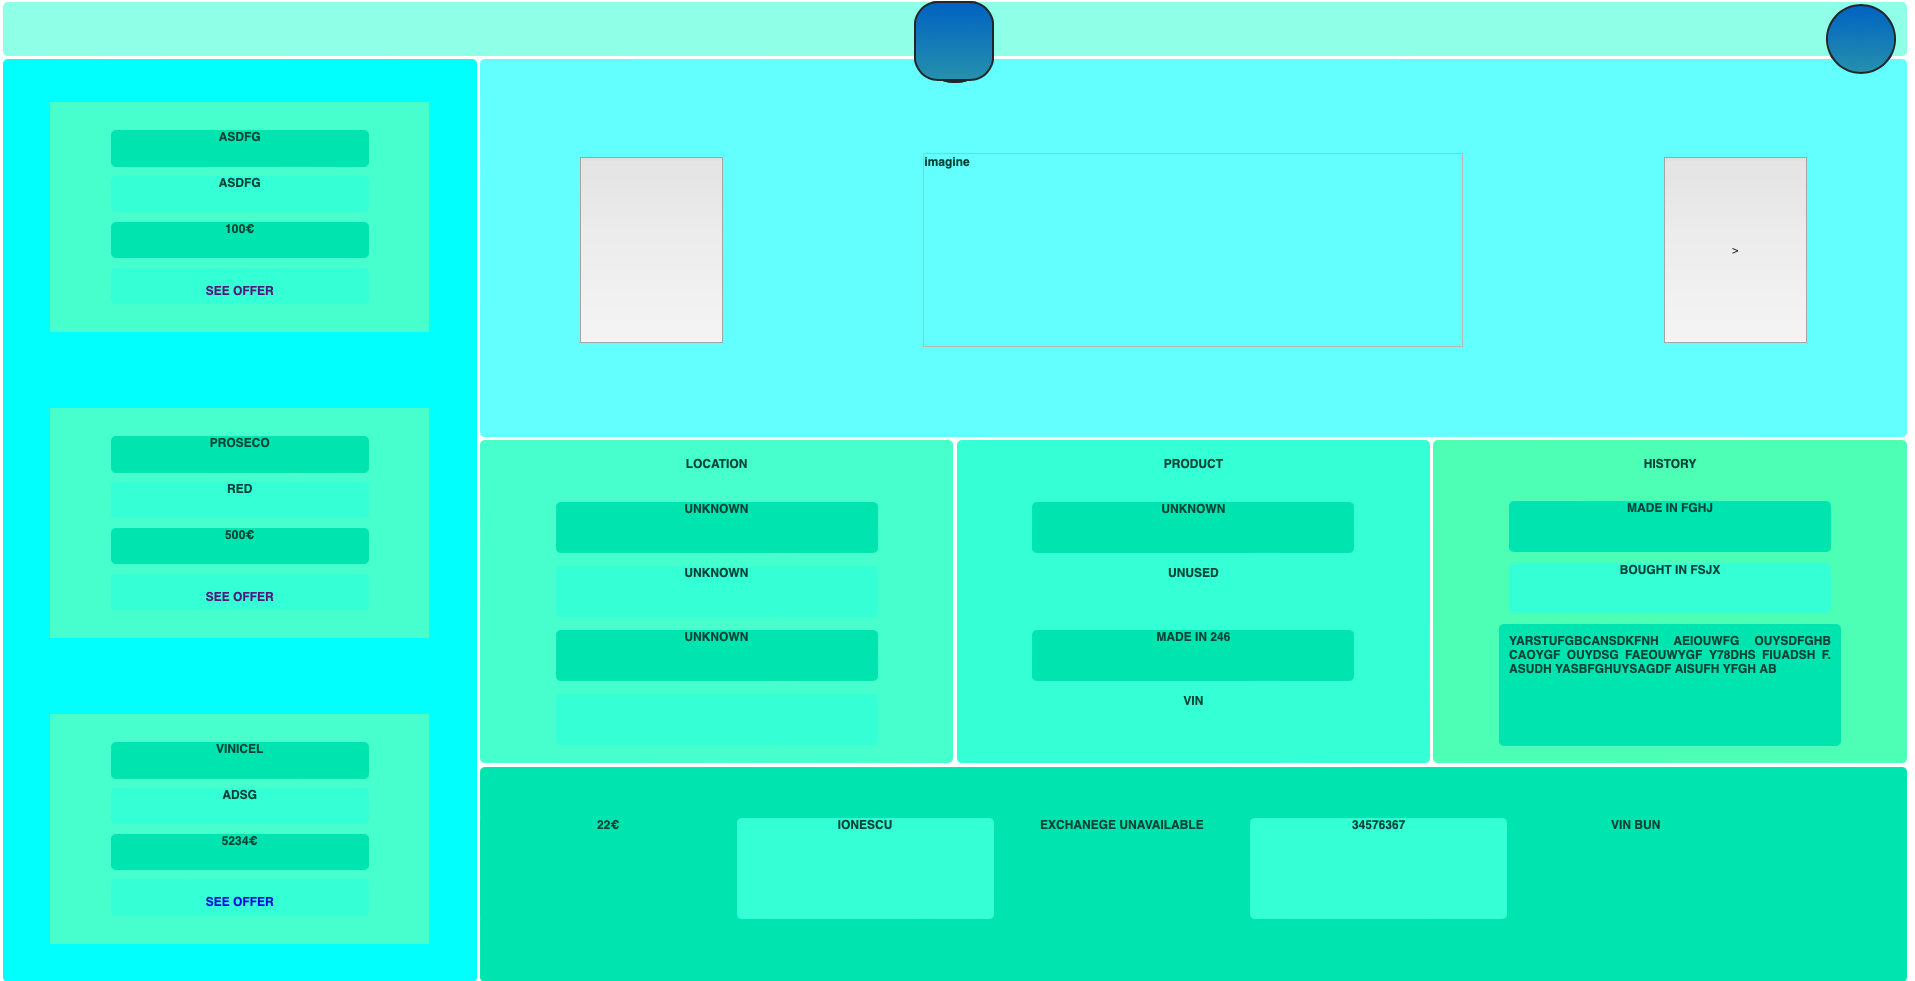 ASDFG
ASDFG
100€
SEE OFFER
PROSECO
RED
500€
SEE OFFER
VINICEL
ADSG
5234€
SEE OFFER
imagine
>
LOCATION
UNKNOWN
UNKNOWN
UNKNOWN
PRODUCT
UNKNOWN
UNUSED
MADE IN 246
VIN
HISTORY
MADE IN FGHJ
BOUGHT IN FSJX
YARSTUFGBCANSDKFNH AEIOUWFG OUYSDFGHB
CAOYGF OUYDSG FAEOUWYGF Y78DHS FIUADSH F.
ASUDH YASBFGHUYSAGDF AISUFH YFGH AB
22€
IONESCU
EXCHANEGE UNAVAILABLE
34576367
VIN BUN